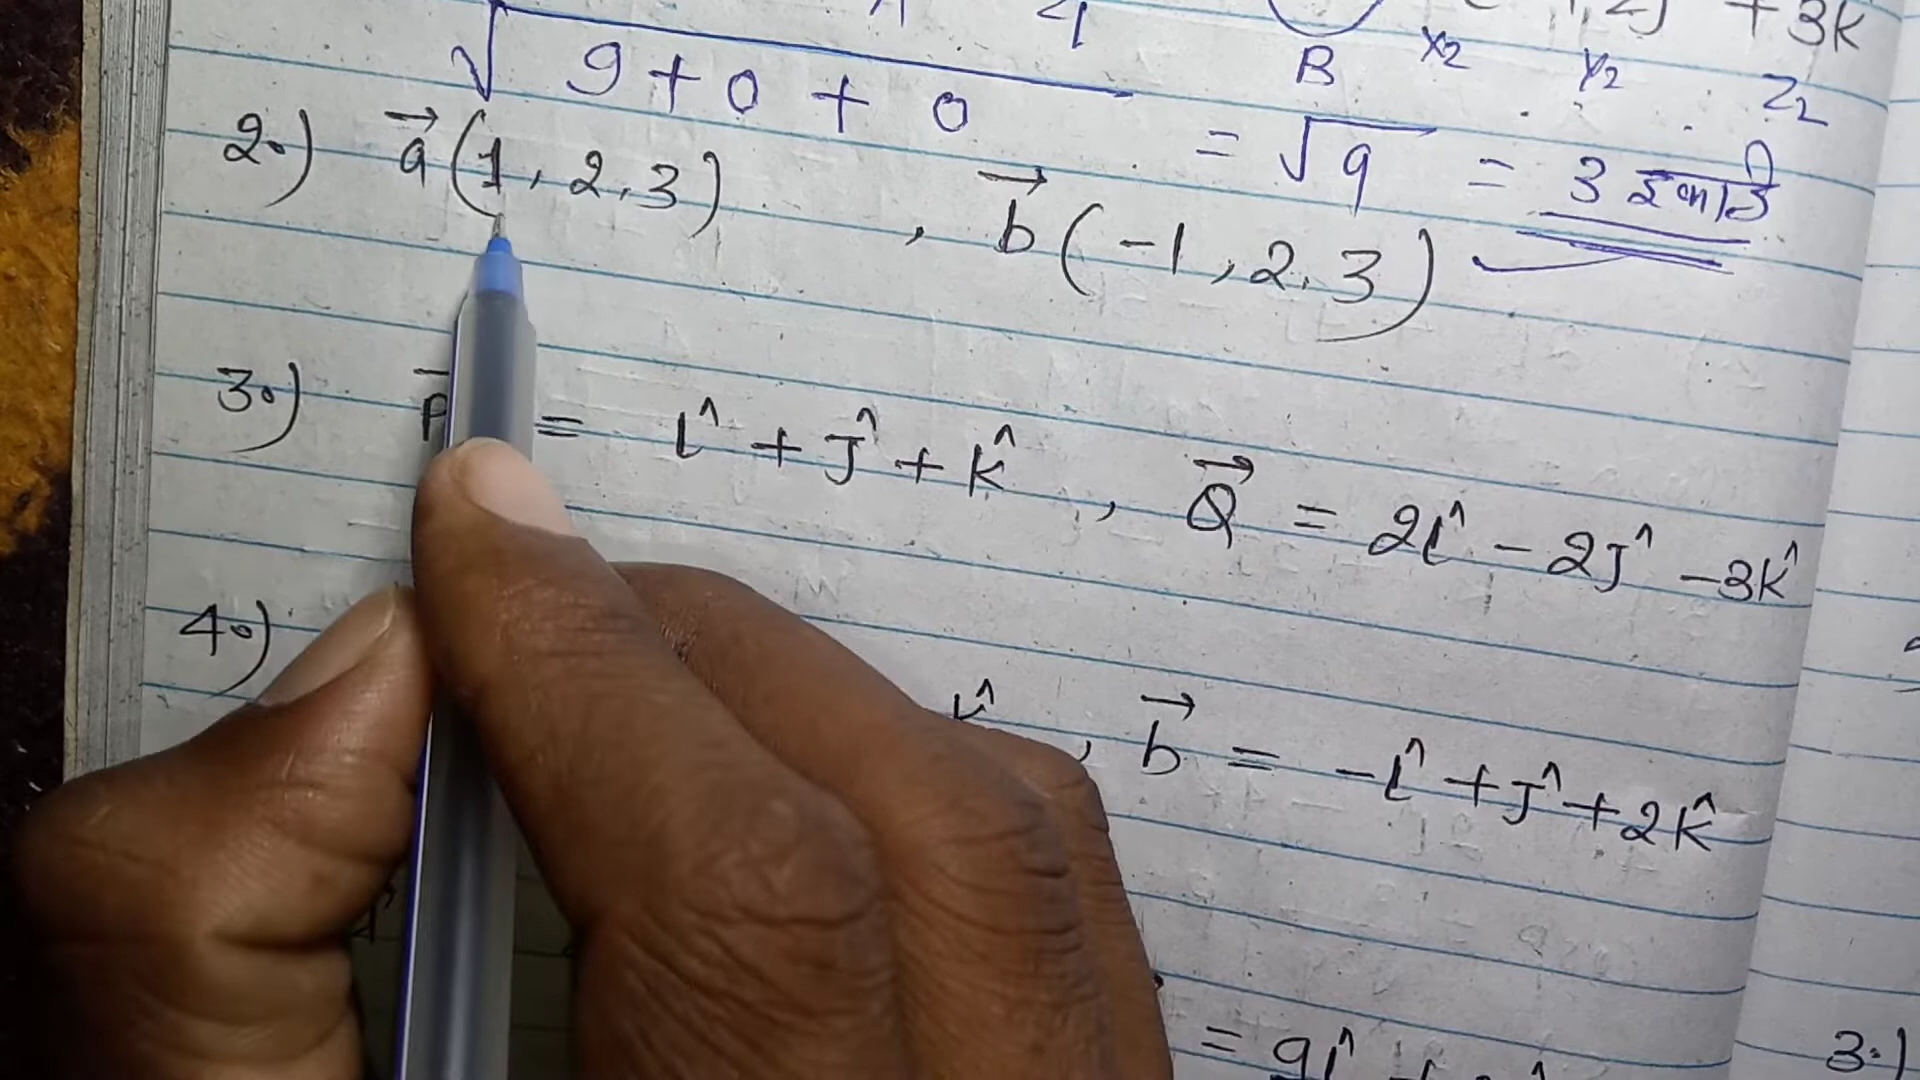 + 3k
B x2 y2 z2
√9 + 0 + 0 = √9 = 3 इकाई
2.) a⃗ (1, 2, 3) , b⃗ (-1, 2, 3)
3.) = î + ĵ + k̂ , Q⃗ = 2î - 2ĵ - 3k̂
4.) k̂ , b⃗ = -î + ĵ + 2k̂
= 9î
3.)